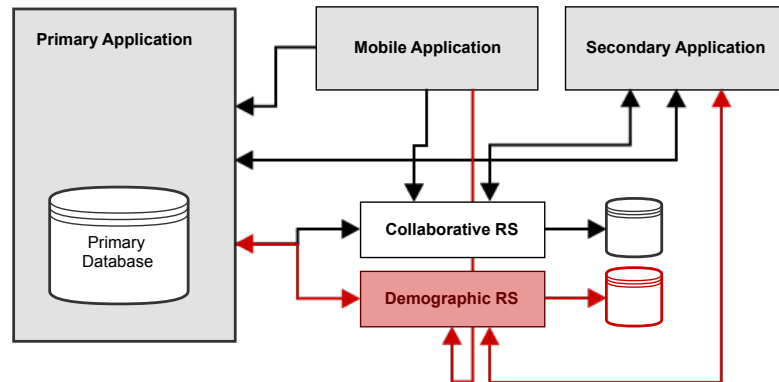 Primary Application
Mobile Application
Secondary Application
Primary
Database
Collaborative RS
Demographic RS